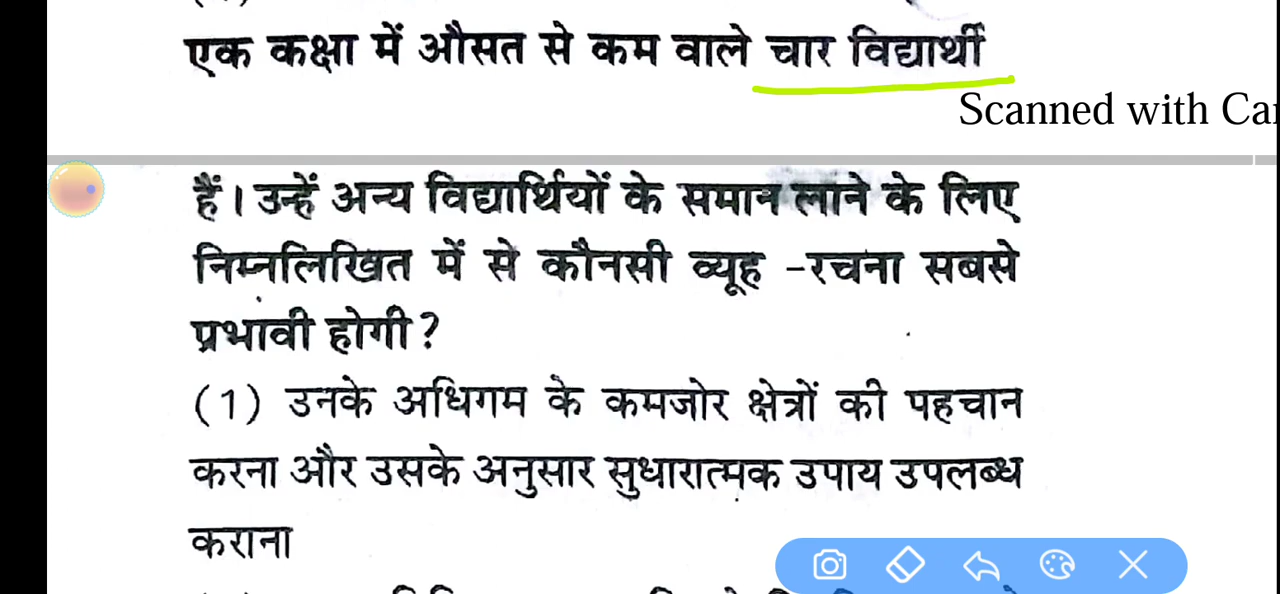 एक कक्षा में औसत से कम वाले चार विद्यार्थी
Scanned with
हैं। उन्हें अन्य विद्यार्थियों के समान लाने के लिए
निम्नलिखित में से कौनसी व्यूह -रचना सबसे
प्रभावी होगी?
(1) उनके अधिगम के कमजोर क्षेत्रों की पहचान
करना और उसके अनुसार सुधारात्मक उपाय उपलब्ध
कराना